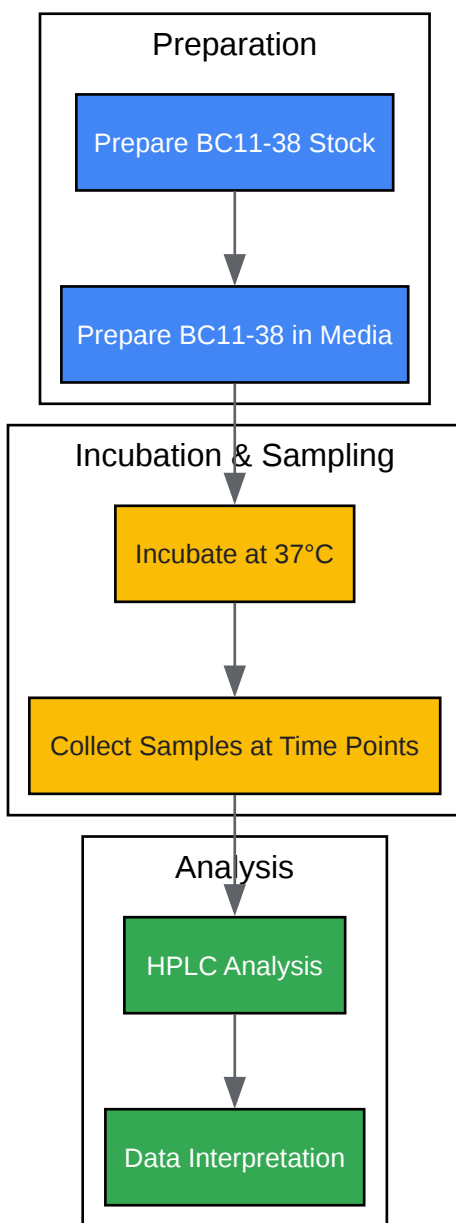 Preparation
Prepare BC11-38 Stock
Prepare BC11-38 in Media
Incubation & Sampling
Incubate at 37°C
Collect Samples at Time Points
Analysis
HPLC Analysis
Data Interpretation